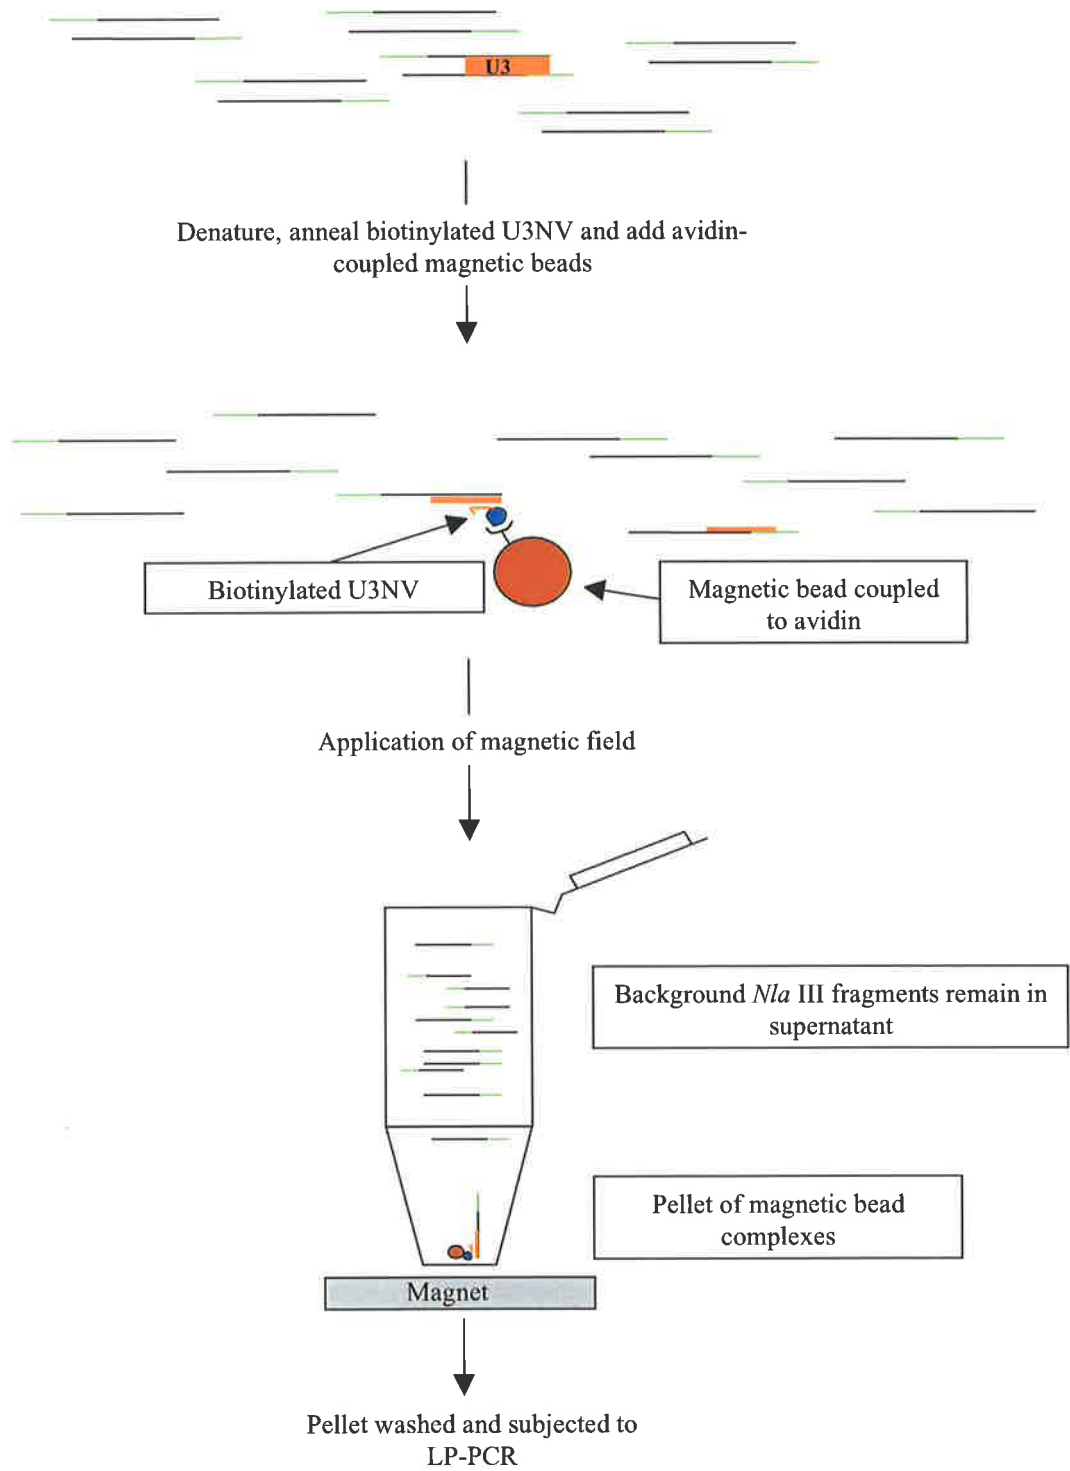 U3
Denature, anneal biotinylated U3NV and add avidin-
coupled magnetic beads
Biotinylated U3NV
Magnetic bead coupled
to avidin
Application of magnetic field
Background Nla III fragments remain in
supernatant
Pellet of magnetic bead
complexes
Magnet
Pellet washed and subjected to
LP-PCR